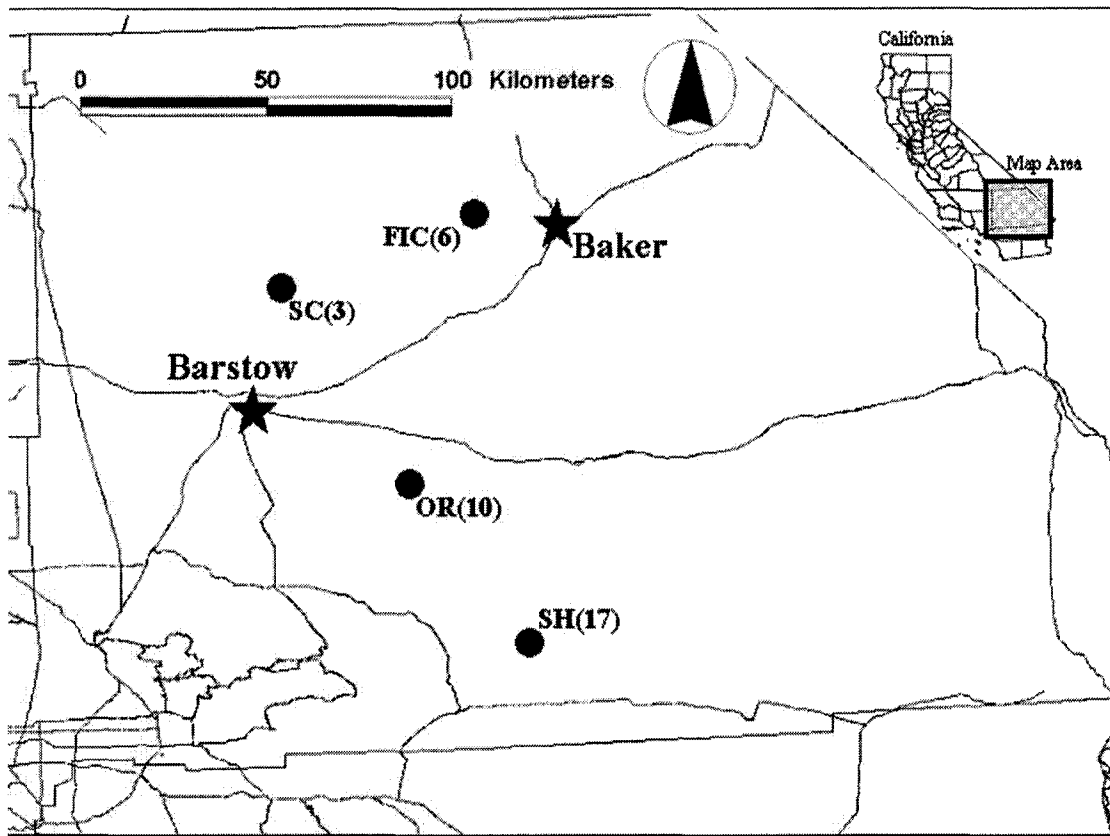 California
0 50 100 Kilometers
Map Area
FIC(6)
Baker
SC(3)
Barstow
OR(10)
SH(17)